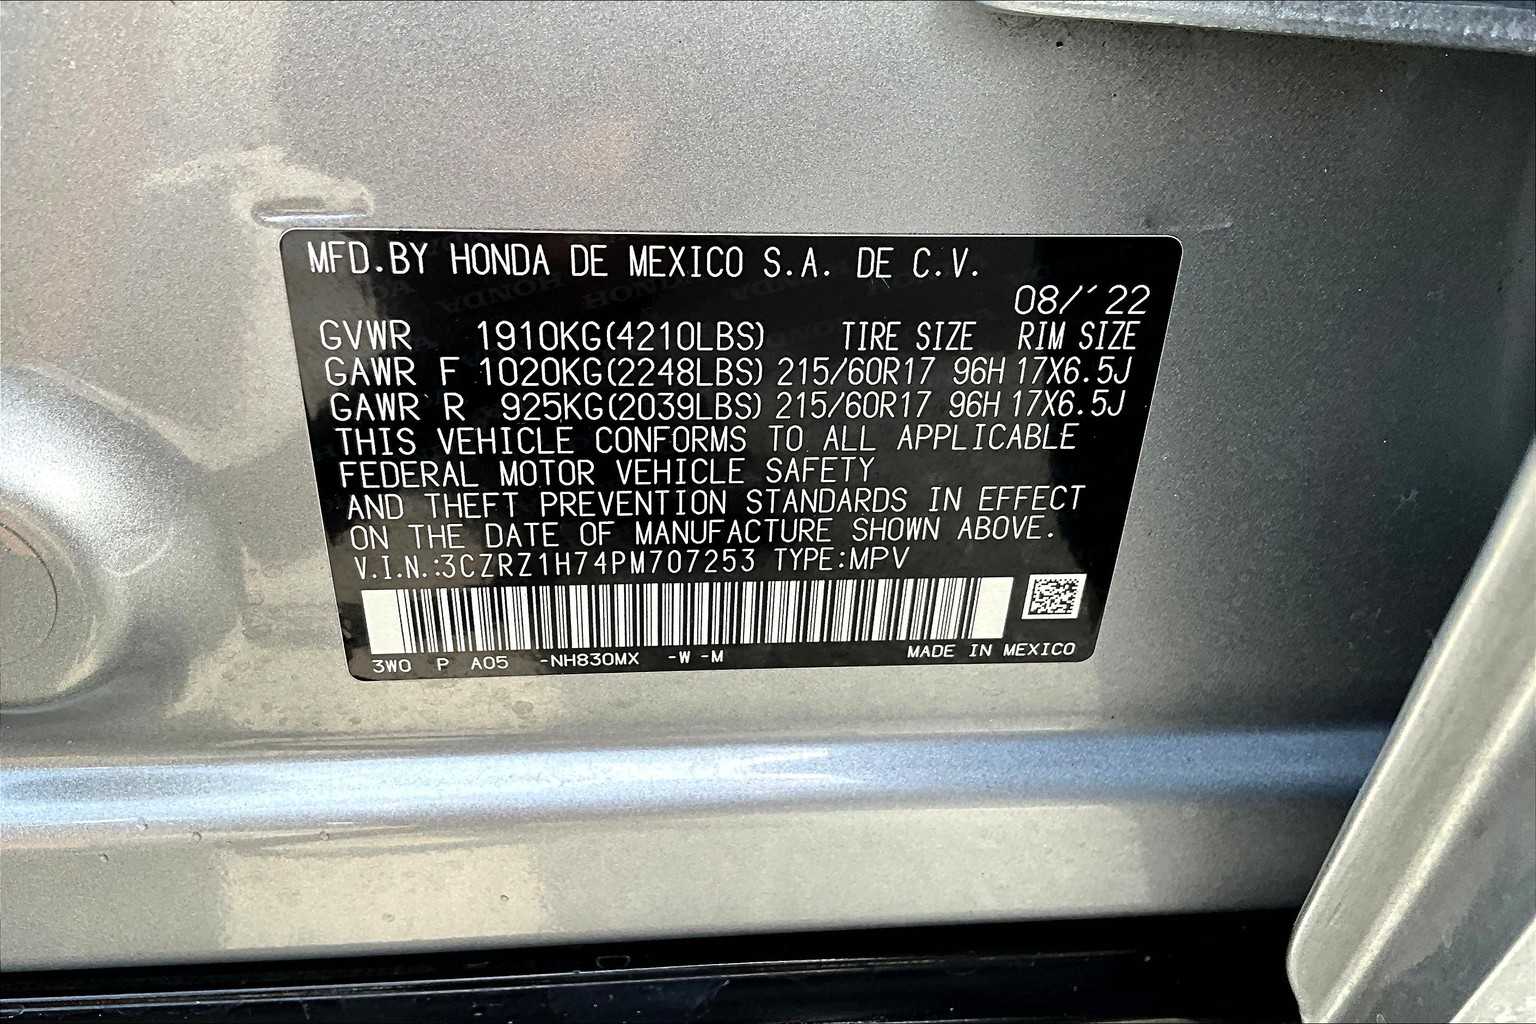 MFD.BY HONDA DE MEXICO S.A. DE C.V.
08/´22
GVWR 1910KG(4210LBS) TIRE SIZE RIM SIZE
GAWR F 1020KG(2248LBS) 215/60R17 96H 17X6.5J
GAWR R 925KG(2039LBS) 215/60R17 96H 17X6.5J
THIS VEHICLE CONFORMS TO ALL APPLICABLE
FEDERAL MOTOR VEHICLE SAFETY
AND THEFT PREVENTION STANDARDS IN EFFECT
ON THE DATE OF MANUFACTURE SHOWN ABOVE.
V.I.N.:3CZRZ1H74PM707253 TYPE:MPV
3W0 P A05 -NH830MX -W -M MADE IN MEXICO